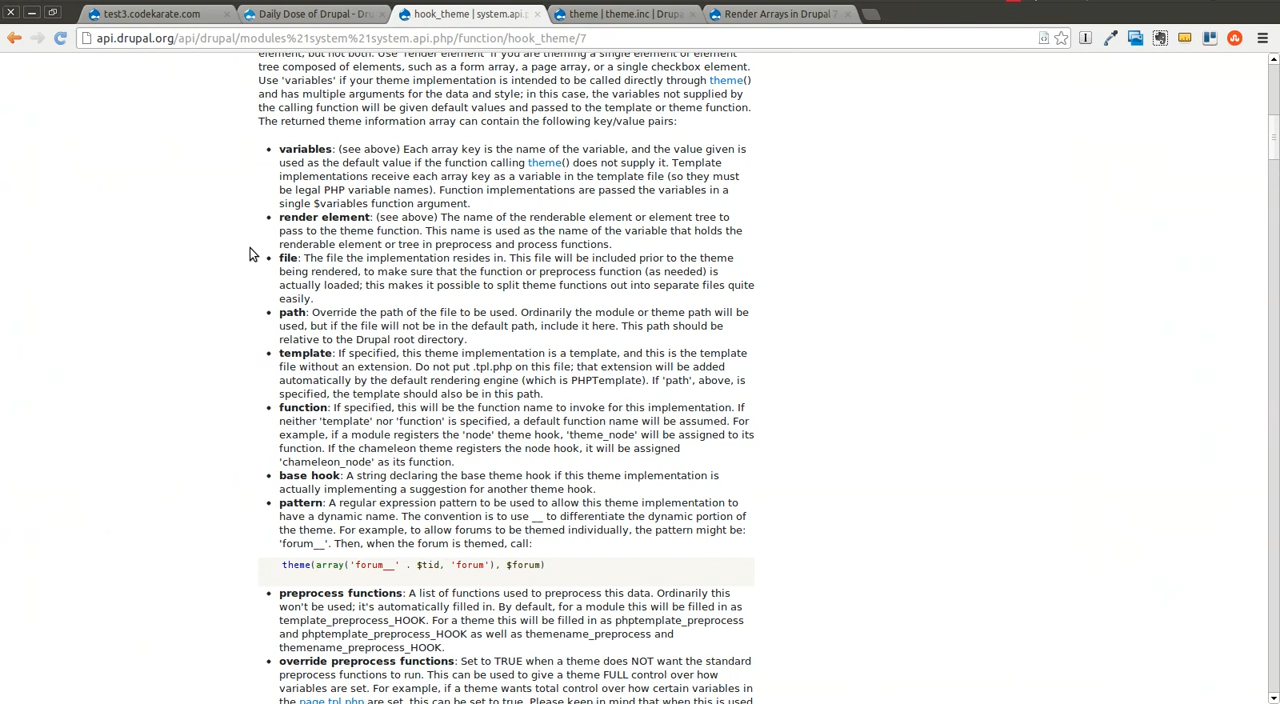 test3.codekarate.com
Daily Dose of Drupal - Dru
hook_theme | system.api.p
theme | theme.inc | Drupa
Render Arrays in Drupal 7
api.drupal.org/api/drupal/modules%21system%21system.api.php/function/hook_theme/7
element, but not both. Use 'render element' if you are theming a single element or element
tree composed of elements, such as a form array, a page array, or a single checkbox element.
Use 'variables' if your theme implementation is intended to be called directly through theme()
and has multiple arguments for the data and style; in this case, the variables not supplied by
the calling function will be given default values and passed to the template or theme function.
The returned theme information array can contain the following key/value pairs:
• variables: (see above) Each array key is the name of the variable, and the value given is
used as the default value if the function calling theme() does not supply it. Template
implementations receive each array key as a variable in the template file (so they must
be legal PHP variable names). Function implementations are passed the variables in a
single $variables function argument.
• render element: (see above) The name of the renderable element or element tree to
pass to the theme function. This name is used as the name of the variable that holds the
renderable element or tree in preprocess and process functions.
• file: The file the implementation resides in. This file will be included prior to the theme
being rendered, to make sure that the function or preprocess function (as needed) is
actually loaded; this makes it possible to split theme functions out into separate files quite
easily.
• path: Override the path of the file to be used. Ordinarily the module or theme path will be
used, but if the file will not be in the default path, include it here. This path should be
relative to the Drupal root directory.
• template: If specified, this theme implementation is a template, and this is the template
file without an extension. Do not put .tpl.php on this file; that extension will be added
automatically by the default rendering engine (which is PHPTemplate). If 'path', above, is
specified, the template should also be in this path.
• function: If specified, this will be the function name to invoke for this implementation. If
neither 'template' nor 'function' is specified, a default function name will be assumed. For
example, if a module registers the 'node' theme hook, 'theme_node' will be assigned to its
function. If the chameleon theme registers the node hook, it will be assigned
'chameleon_node' as its function.
• base hook: A string declaring the base theme hook if this theme implementation is
actually implementing a suggestion for another theme hook.
• pattern: A regular expression pattern to be used to allow this theme implementation to
have a dynamic name. The convention is to use __ to differentiate the dynamic portion of
the theme. For example, to allow forums to be themed individually, the pattern might be:
'forum__'. Then, when the forum is themed, call:
theme(array('forum__' . $tid, 'forum'), $forum)
• preprocess functions: A list of functions used to preprocess this data. Ordinarily this
won't be used; it's automatically filled in. By default, for a module this will be filled in as
template_preprocess_HOOK. For a theme this will be filled in as phptemplate_preprocess
and phptemplate_preprocess_HOOK as well as themename_preprocess and
themename_preprocess_HOOK.
• override preprocess functions: Set to TRUE when a theme does NOT want the standard
preprocess functions to run. This can be used to give a theme FULL control over how
variables are set. For example, if a theme wants total control over how certain variables in
the page.tpl.php are set, this can be set to true. Please keep in mind that when this is used